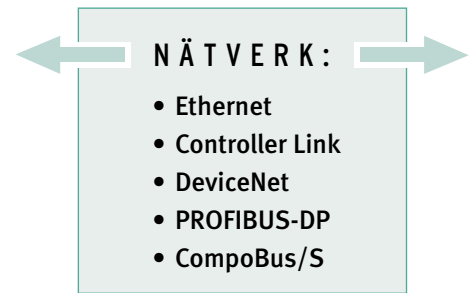 NÄTVERK:
• Ethernet
• Controller Link
• DeviceNet
• PROFIBUS-DP
• CompoBus/S